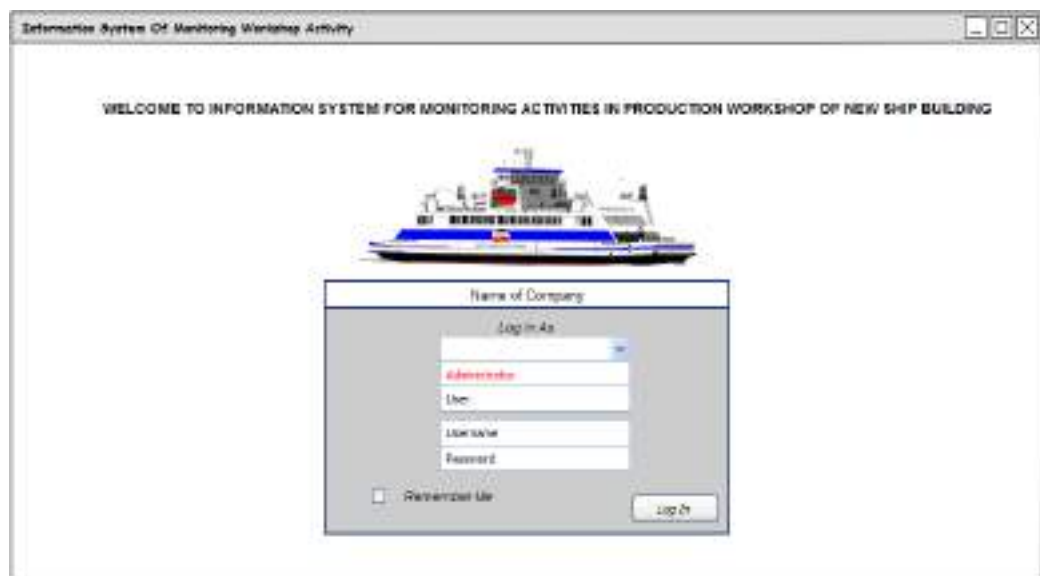 Information System Of Monitoring Workshop Activity
WELCOME TO INFORMATION SYSTEM FOR MONITORING ACTIVITIES IN PRODUCTION WORKSHOP OF NEW SHIP BUILDING
Name of Company
Log In As
Administrator
User
Username
Password
Remember Me
Log In